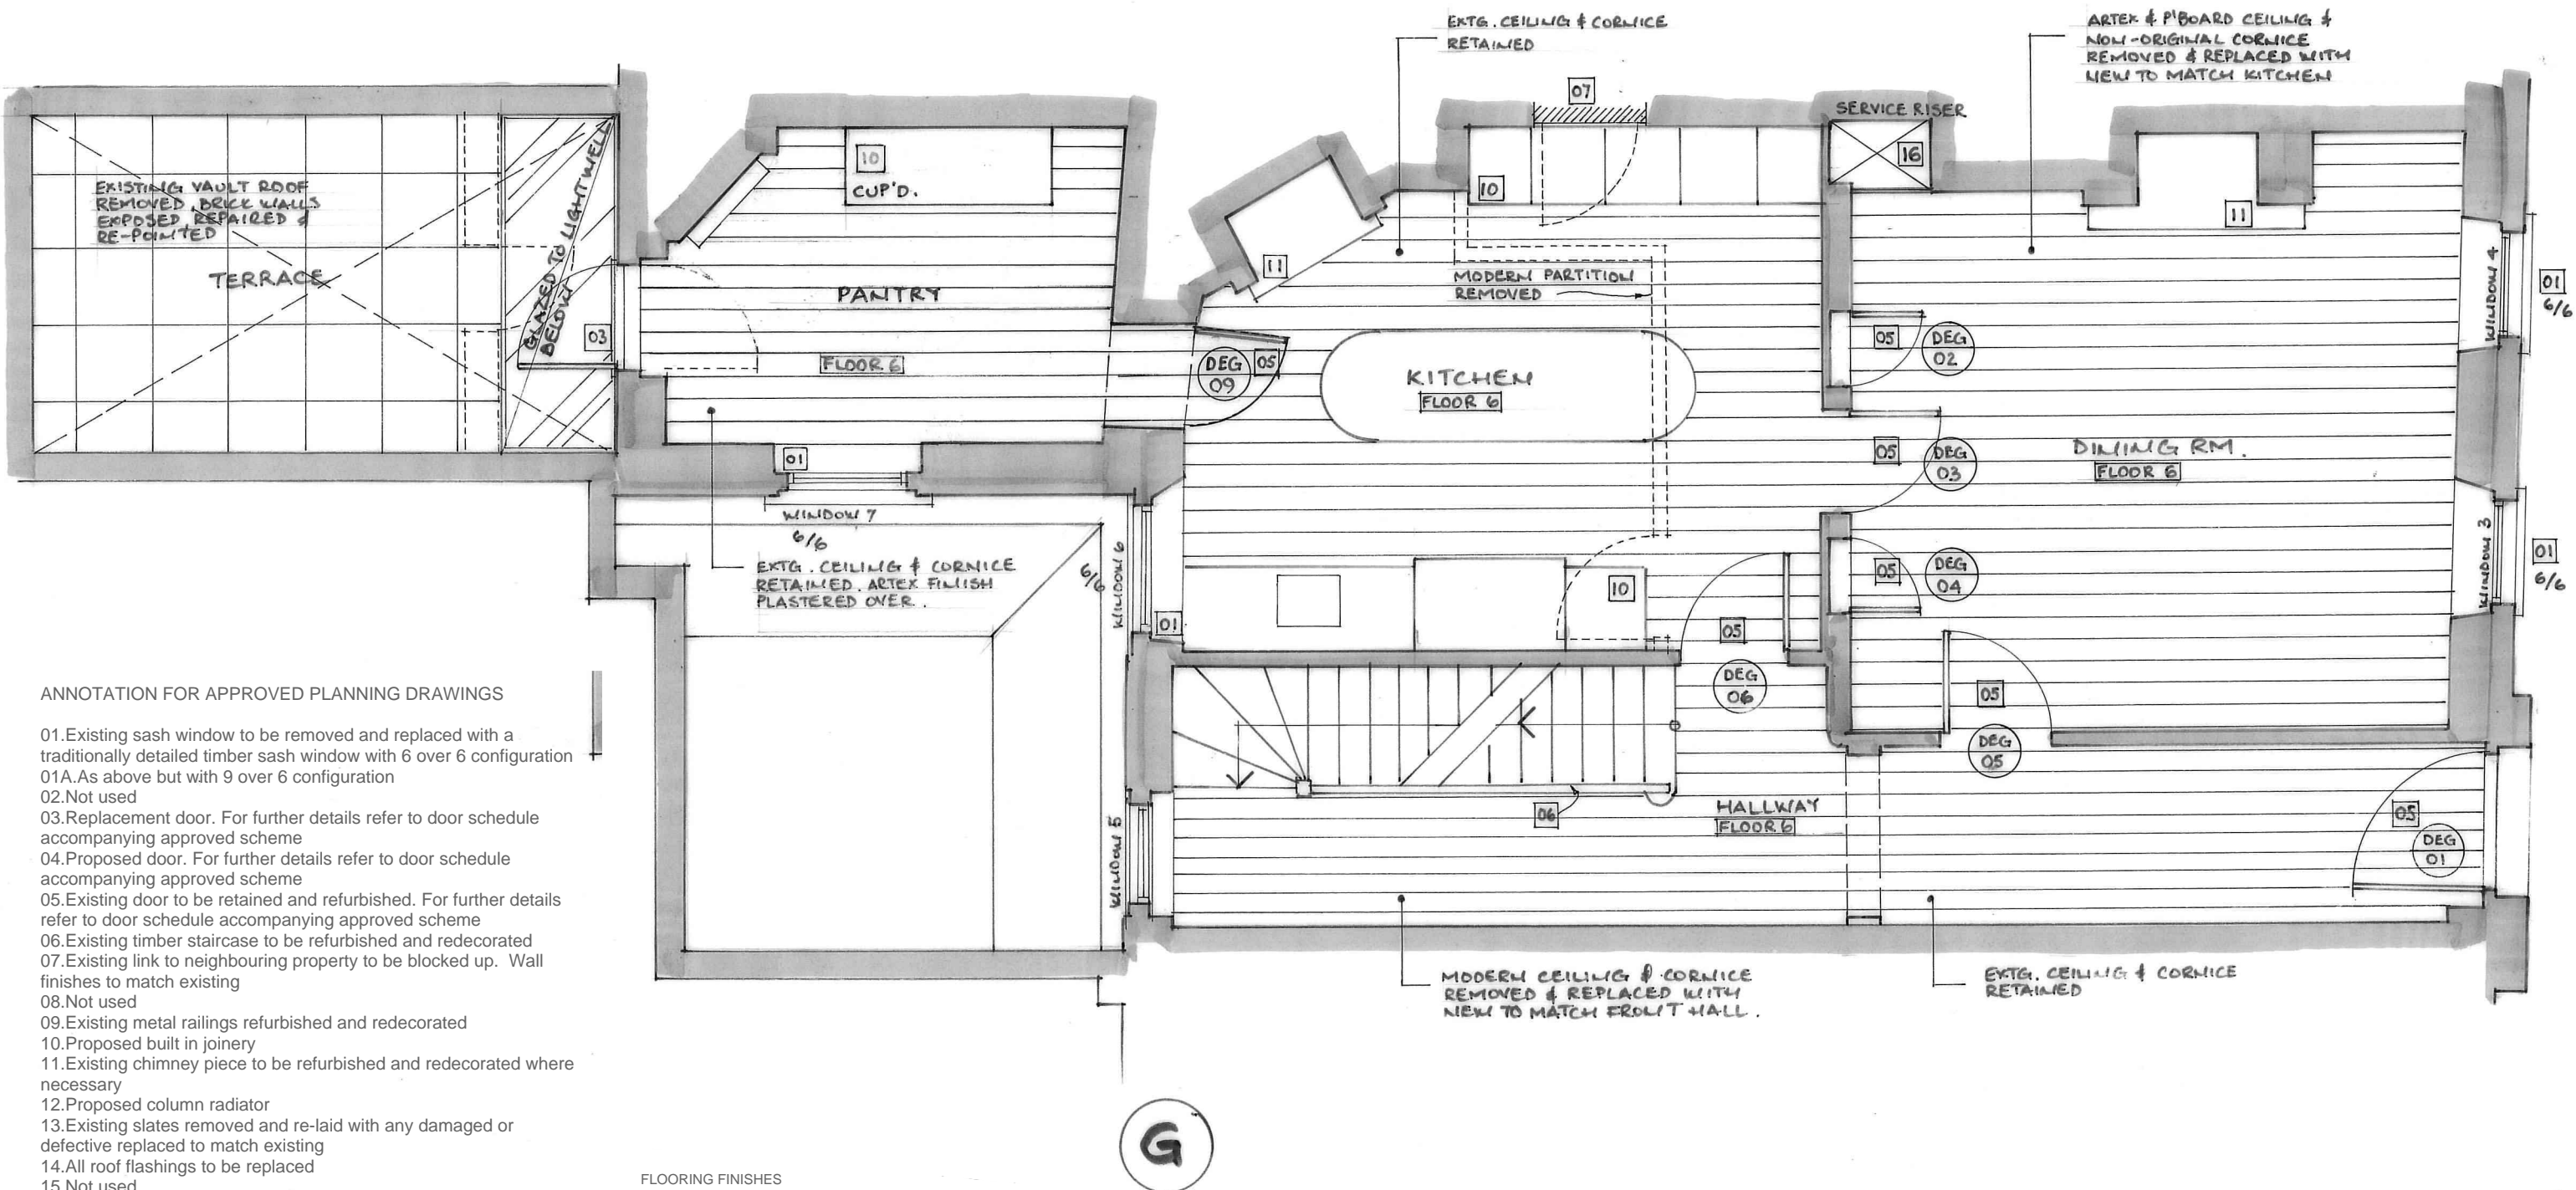 EXTG. CEILING & CORNICE
RETAINED
ARTEX & P'BOARD CEILING &
NON-ORIGINAL CORNICE
REMOVED & REPLACED WITH
NEW TO MATCH KITCHEN
07
SERVICE RISER
16
EXISTING VAULT ROOF
REMOVED, BRICK WALLS
EXPOSED, REPAIRED &
RE-POINTED
TERRACE
GLAZED TO LIGHTWELL
BELOW
03
10
CUP'D.
PANTRY
FLOOR 6
10
11
MODERN PARTITION
REMOVED
11
WINDOW 4
01
6/6
DEG
09
05
KITCHEN
FLOOR 6
05
DEG
02
05
DEG
03
DINING RM.
FLOOR 6
01
WINDOW 7
6/6
EXTG. CEILING & CORNICE
RETAINED. ARTEX FINISH
PLASTERED OVER.
WINDOW 6
6/6
01
10
05
DEG
04
WINDOW 3
01
6/6
05
DEG
06
05
DEG
05
06
HALLWAY
FLOOR 6
WINDOW 5
05
DEG
01
MODERN CEILING & CORNICE
REMOVED & REPLACED WITH
NEW TO MATCH FRONT HALL.
EXTG. CEILING & CORNICE
RETAINED
ANNOTATION FOR APPROVED PLANNING DRAWINGS
01.Existing sash window to be removed and replaced with a
traditionally detailed timber sash window with 6 over 6 configuration
01A.As above but with 9 over 6 configuration
02.Not used
03.Replacement door. For further details refer to door schedule
accompanying approved scheme
04.Proposed door. For further details refer to door schedule
accompanying approved scheme
05.Existing door to be retained and refurbished. For further details
refer to door schedule accompanying approved scheme
06.Existing timber staircase to be refurbished and redecorated
07.Existing link to neighbouring property to be blocked up. Wall
finishes to match existing
08.Not used
09.Existing metal railings refurbished and redecorated
10.Proposed built in joinery
11.Existing chimney piece to be refurbished and redecorated where
necessary
12.Proposed column radiator
13.Existing slates removed and re-laid with any damaged or
defective replaced to match existing
14.All roof flashings to be replaced
15.Not used
FLOORING FINISHES
G